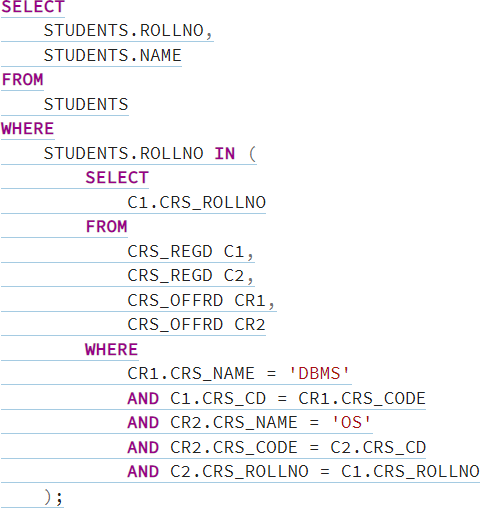 SELECT
STUDENTS.ROLLNO,
STUDENTS.NAME
FROM
STUDENTS
WHERE
STUDENTS.ROLLNO IN (
SELECT
C1.CRS_ROLLNO
FROM
CRS_REGD C1,
CRS_REGD C2,
CRS_OFFRD CR1,
CRS_OFFRD CR2
WHERE
CR1.CRS_NAME = 'DBMS'
AND C1.CRS_CD = CR1.CRS_CODE
AND CR2.CRS_NAME = 'OS'
AND CR2.CRS_CODE = C2.CRS_CD
AND C2.CRS_ROLLNO = C1.CRS_ROLLNO
);